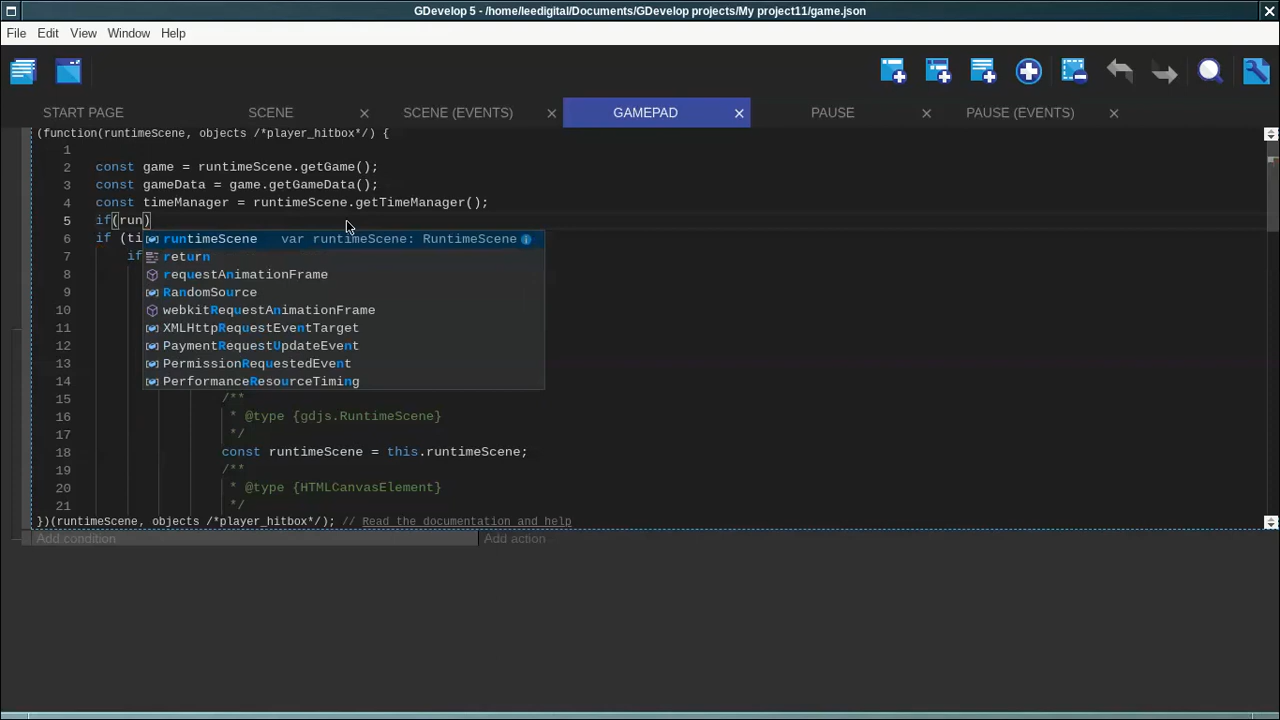 GDevelop 5 - /home/leedigital/Documents/GDevelop projects/My project11/game.json
File Edit View Window Help
START PAGE SCENE SCENE (EVENTS) GAMEPAD PAUSE PAUSE (EVENTS)
(function(runtimeScene, objects /*player_hitbox*/) {
1
2 const game = runtimeScene.getGame();
3 const gameData = game.getGameData();
4 const timeManager = runtimeScene.getTimeManager();
5 if(run)
6 if (ti
runtimeScene var runtimeScene: RuntimeScene
7 if
return
8 requestAnimationFrame
9 RandomSource
10 webkitRequestAnimationFrame
11 XMLHttpRequestEventTarget
12 PaymentRequestUpdateEvent
13 PermissionRequestedEvent
14 PerformanceResourceTiming
15 /**
16 * @type {gdjs.RuntimeScene}
17 */
18 const runtimeScene = this.runtimeScene;
19 /**
20 * @type {HTMLCanvasElement}
21 */
})(runtimeScene, objects /*player_hitbox*/); // Read the documentation and help
Add condition Add action